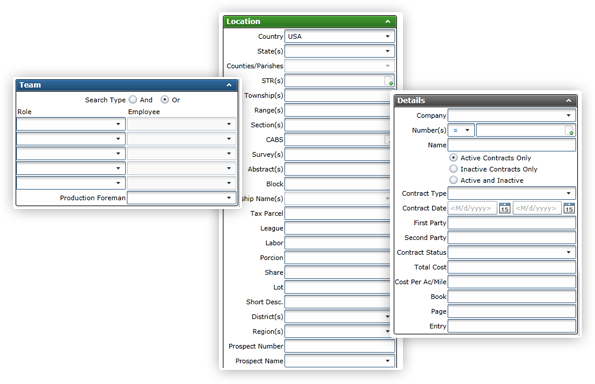 Team
Search Type And Or
Role Employee
Production Foreman
Location
Country USA
State(s)
Counties/Parishes
STR(s)
Township(s)
Range(s)
Section(s)
CABS
Survey(s)
Abstract(s)
Block
ship Name(s)
Tax Parcel
League
Labor
Porcion
Share
Lot
Short Desc.
District(s)
Region(s)
Prospect Number
Prospect Name
Details
Company
Number(s) =
Name
Active Contracts Only
Inactive Contracts Only
Active and Inactive
Contract Type
Contract Date <M/d/yyyy> 15 <M/d/yyyy> 15
First Party
Second Party
Contract Status
Total Cost
Cost Per Ac/Mile
Book
Page
Entry